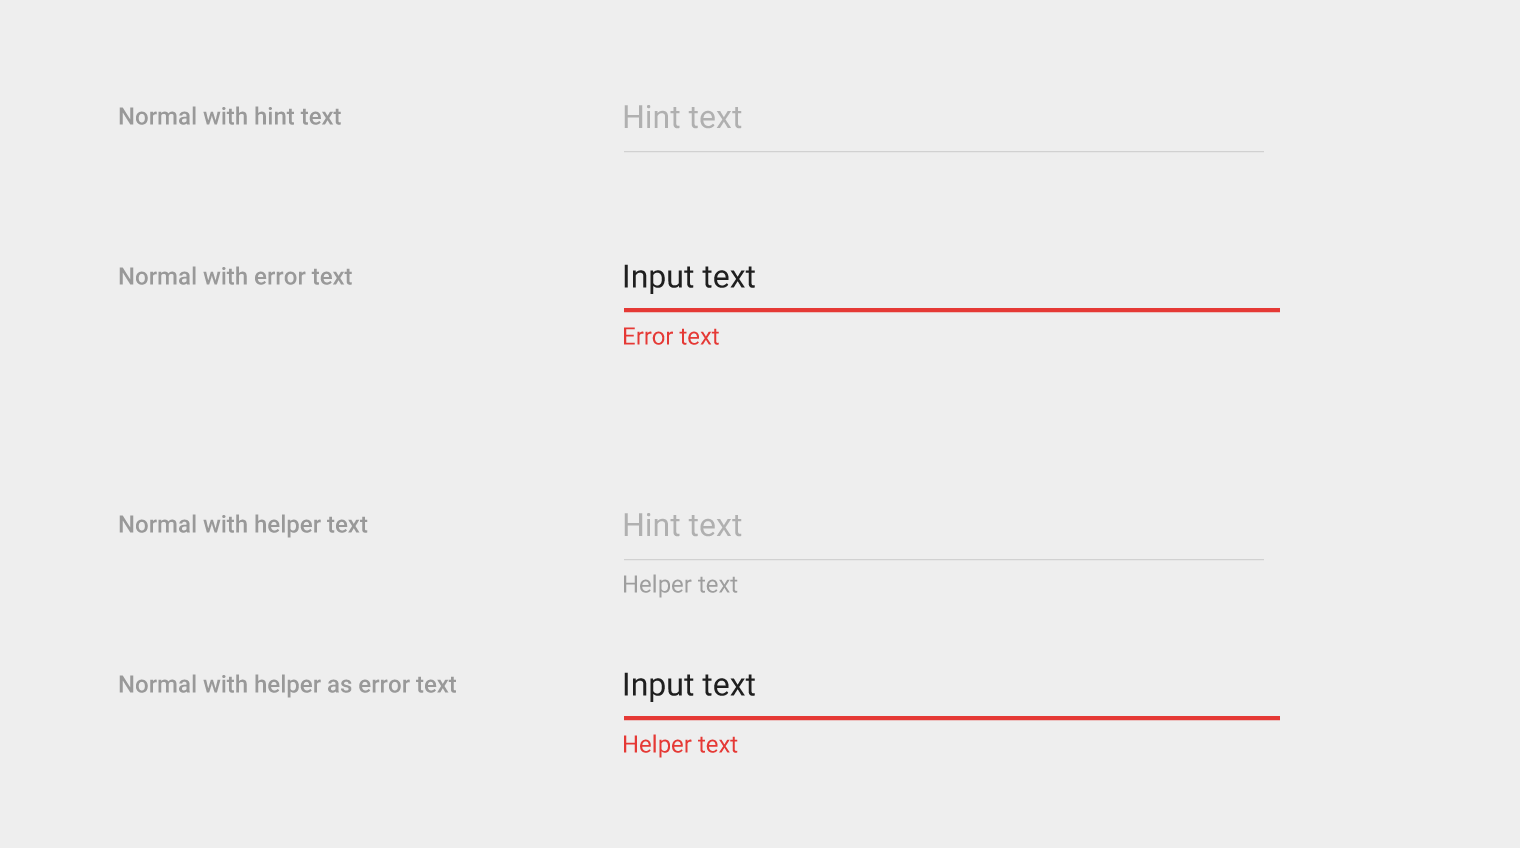 Normal with hint text
Hint text
Normal with error text
Input text
Error text
Normal with helper text
Hint text
Helper text
Normal with helper as error text
Input text
Helper text